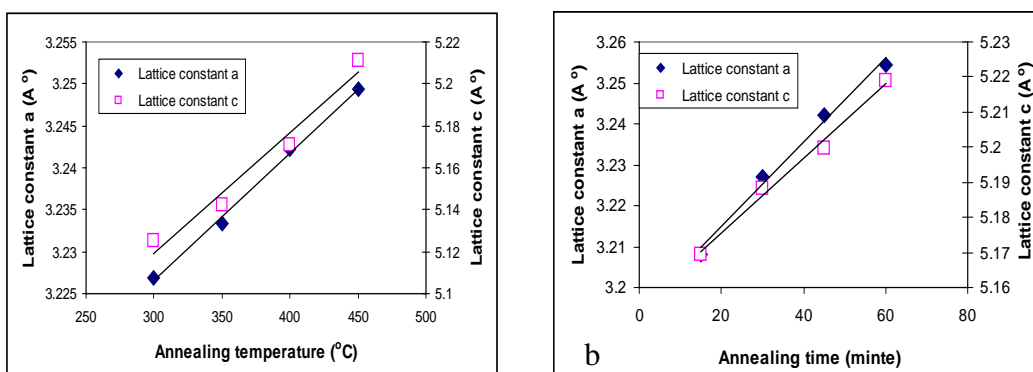 3.255
3.25
3.245
3.24
3.235
3.23
3.225
Lattice constant a (A º)
Lattice constant a
Lattice constant c
5.22
5.2
5.18
5.16
5.14
5.12
5.1
Lattice constant c (A º)
250 300 350 400 450 500
Annealing temperature (ºC)
3.26
3.25
3.24
3.23
3.22
3.21
3.2
Lattice constant a (A º)
Lattice constant a
Lattice constant c
5.23
5.22
5.21
5.2
5.19
5.18
5.17
5.16
Lattice constant c (A º)
0 20 40 60 80
b Annealing time (minte)